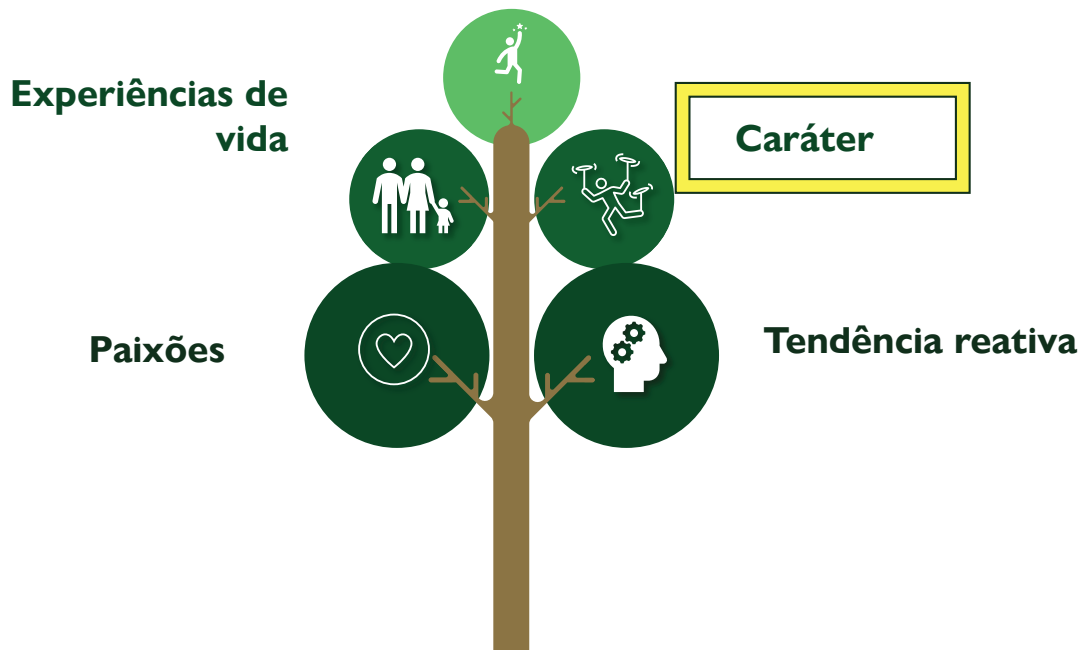 Experiências de
vida
Caráter
Paixões
Tendência reativa